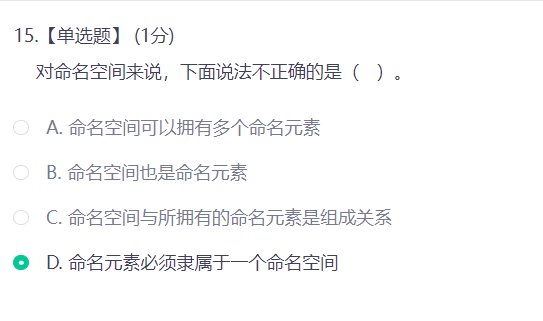 15.【单选题】 (1分)
对命名空间来说，下面说法不正确的是（ ）。
A. 命名空间可以拥有多个命名元素
B. 命名空间也是命名元素
C. 命名空间与所拥有的命名元素是组成关系
D. 命名元素必须隶属于一个命名空间